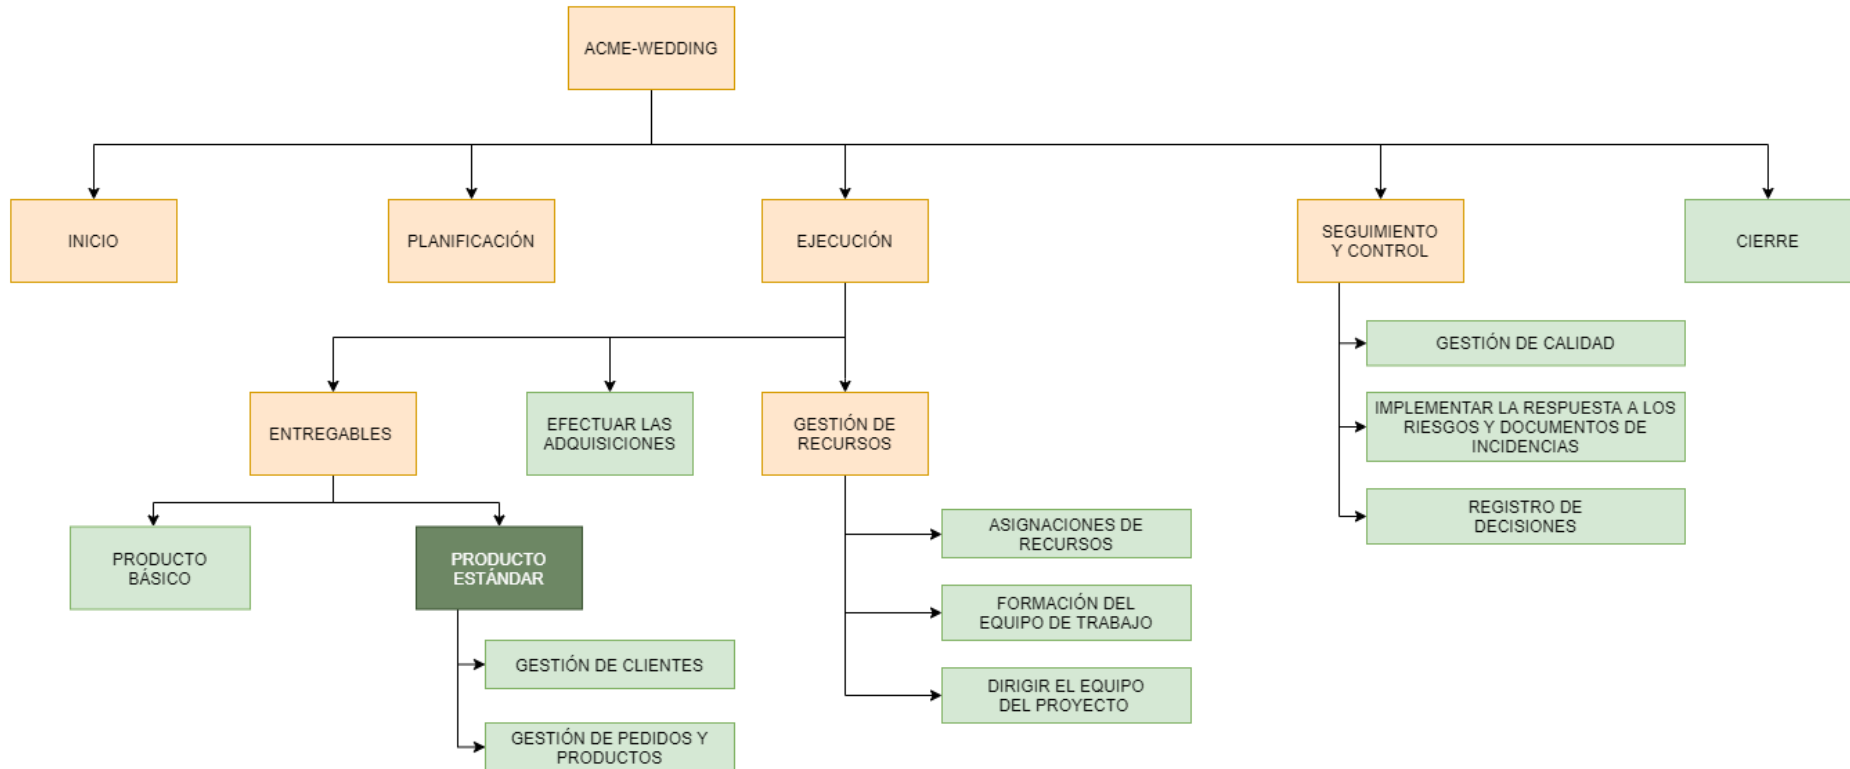 ACME-WEDDING
INICIO
PLANIFICACIÓN
EJECUCIÓN
SEGUIMIENTO
Y CONTROL
CIERRE
GESTIÓN DE CALIDAD
IMPLEMENTAR LA RESPUESTA A LOS
RIESGOS Y DOCUMENTOS DE
INCIDENCIAS
REGISTRO DE
DECISIONES
ENTREGABLES
EFECTUAR LAS
ADQUISICIONES
GESTIÓN DE
RECURSOS
PRODUCTO
BÁSICO
PRODUCTO
ESTÁNDAR
GESTIÓN DE CLIENTES
GESTIÓN DE PEDIDOS Y
PRODUCTOS
ASIGNACIONES DE
RECURSOS
FORMACIÓN DEL
EQUIPO DE TRABAJO
DIRIGIR EL EQUIPO
DEL PROYECTO